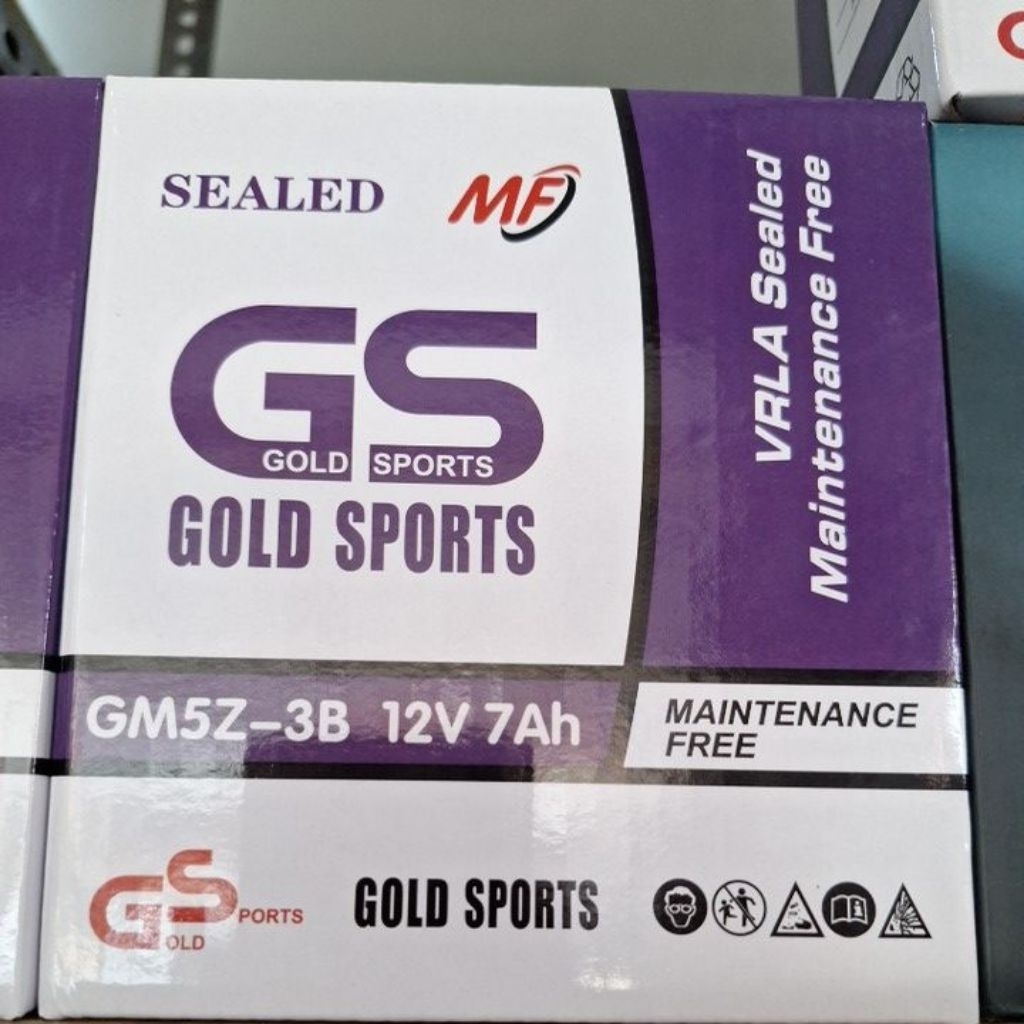 SEALED MF
GS
GOLD SPORTS
GOLD SPORTS
VRLA Sealed
Maintenance Free
GM5Z-3B 12V 7Ah
MAINTENANCE
FREE
GS
PORTS
OLD
GOLD SPORTS